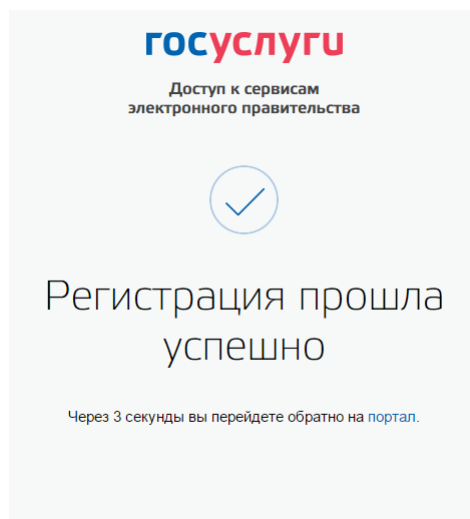 госуслуги
Доступ к сервисам
электронного правительства
Регистрация прошла
успешно
Через 3 секунды вы перейдете обратно на портал.